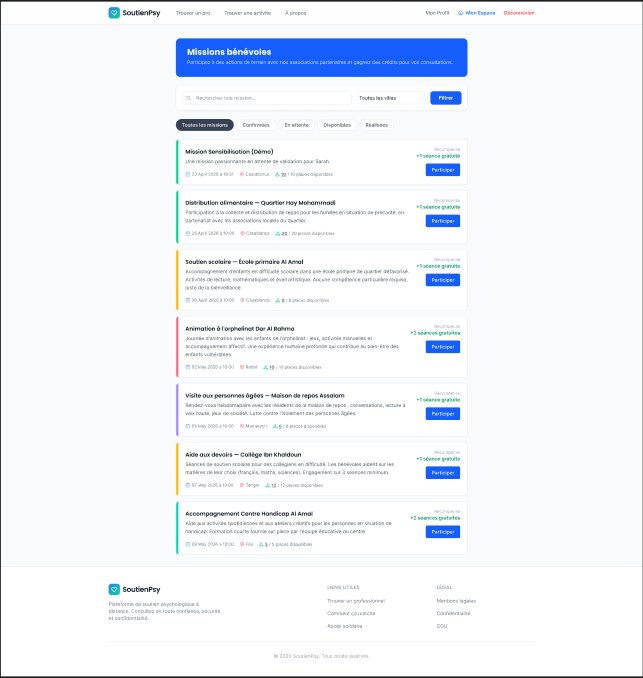 SoutienPsy
Trouver un pro
Trouver une activite
À propos
Mon Profil
Mon Espace
Déconnexion
Missions bénévoles
Participez à des actions de terrain avec nos associations partenaires et gagnez des crédits pour vos consultations.
Rechercher une mission...
Toutes les villes
Filtrer
Toutes les missions
Confirmées
En attente
Disponibles
Réalisées
Mission Sensibilisation (Démo)
Une mission passionnante en attente de validation pour Sarah.
Casablanca
10 / 10 places disponibles
Récompense
+1 séance gratuite
Participer
Distribution alimentaire — Quartier Hay Mohammadi
Participation à la collecte et distribution de repas pour les familles en situation de précarité, en
partenariat avec les associations locales du quartier.
Casablanca
20 / 20 places disponibles
Récompense
+1 séance gratuite
Participer
Soutien scolaire — École primaire Al Amal
Accompagnement d'enfants en difficulté scolaire dans une école primaire de quartier défavorisé.
Activités de lecture, mathématiques et éveil artistique. Aucune compétence particulière requise,
juste de la bienveillance.
30 April 2026 à 10:00
Casablanca
places disponibles
Récompense
+1 séance gratuite
Participer
Animation à l'orphelinat Dar Al Rahma
Journée d'animation avec les enfants de l'orphelinat : jeux, activités manuelles et
accompagnement affectif. Une expérience humaine profonde qui contribue au bien-être des
enfants vulnérables.
02 May 2026 à 10:00
Rabat
places disponibles
Récompense
+2 séances gratuites
Participer
Visite aux personnes âgées — Maison de repos Assalam
Rendez-vous hebdomadaire avec les résidents de la maison de repos : conversations, lecture à
voix haute, jeux de société. Lutte contre l'isolement des personnes âgées.
05 May 2026 à 10:00
Marrakech
places disponibles
Récompense
+1 séance gratuite
Participer
Aide aux devoirs — Collège Ibn Khaldoun
Séances de soutien scolaire pour des collégiens en difficulté. Les bénévoles aident sur les
matières de leur choix (français, maths, sciences). Engagement sur 3 séances minimum.
07 May 2026 à 10:00
Tanger
12 / 12 places disponibles
Récompense
+1 séance gratuite
Participer
Accompagnement Centre Handicap Al Amal
Aide aux activités quotidiennes et aux ateliers créatifs pour les personnes en situation de
handicap. Formation courte fournie sur place par l'équipe éducative du centre.
09 May 2026 à 10:00
Fès
5 / 5 places disponibles
Récompense
+2 séances gratuites
Participer
SoutienPsy
Plateforme de soutien psychologique à
distance. Consultez en toute confiance, sécurité
et confidentialité.
LIENS UTILES
Trouver un professionnel
Comment ça marche
Accès solidaire
LÉGAL
Mentions légales
Confidentialité
CGU
© 2026 SoutienPsy. Tous droits réservés.